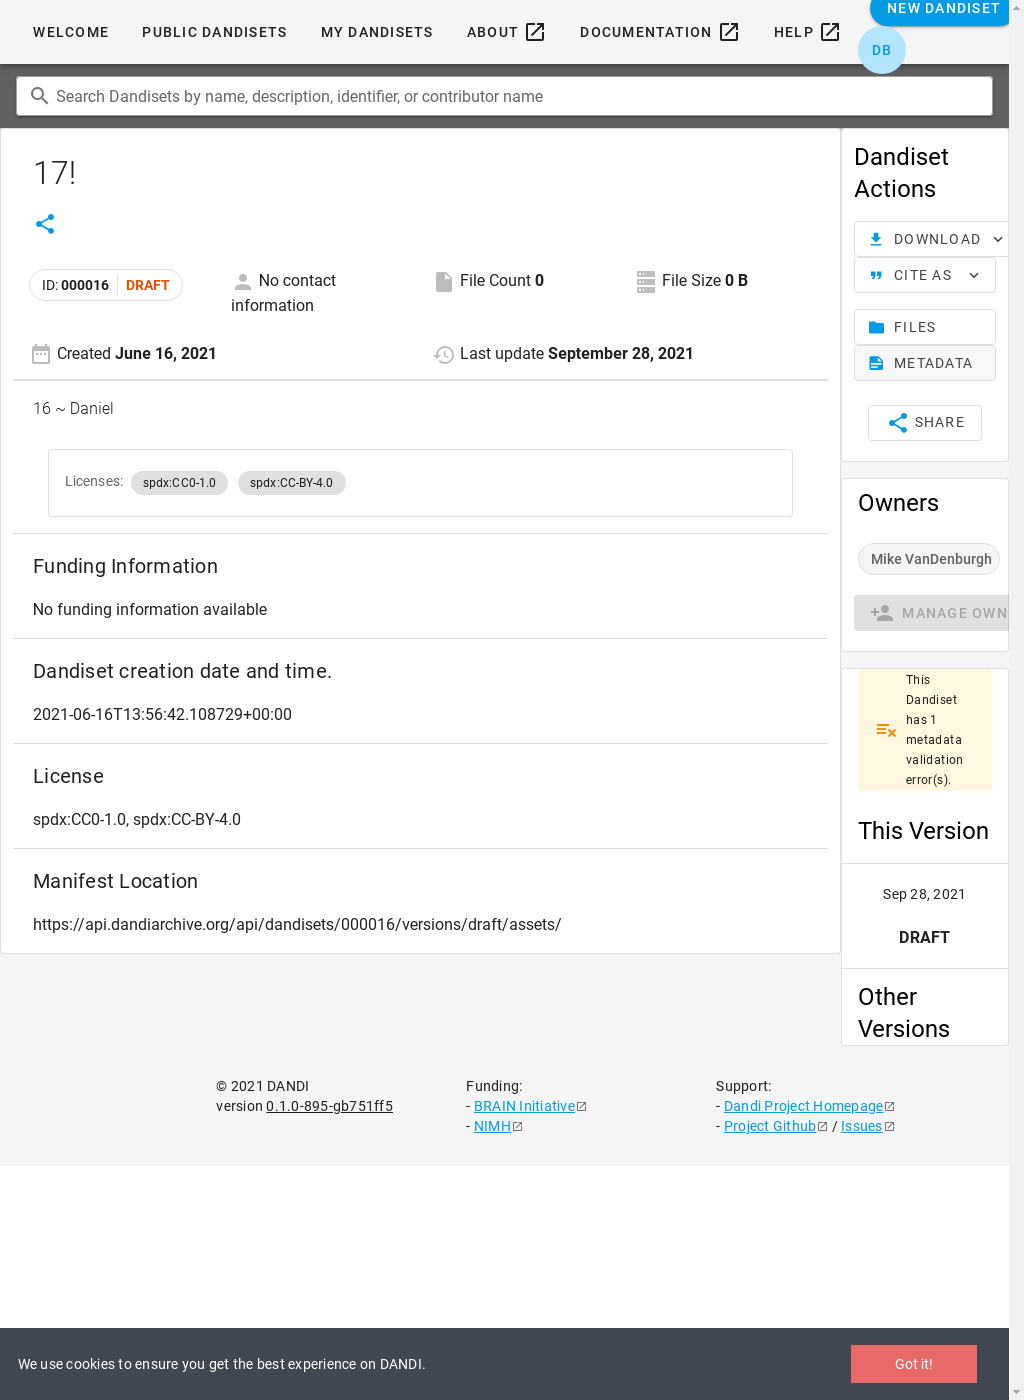 WELCOME
PUBLIC DANDISETS
MY DANDISETS
ABOUT
DOCUMENTATION
HELP
NEW DANDISET
DB
Search Dandisets by name, description, identifier, or contributor name
17!
ID: 000016 DRAFT
No contact
information
File Count 0
File Size 0 B
Created June 16, 2021
Last update September 28, 2021
16 ~ Daniel
Licenses: spdx:CC0-1.0 spdx:CC-BY-4.0
Funding Information
No funding information available
Dandiset creation date and time.
2021-06-16T13:56:42.108729+00:00
License
spdx:CC0-1.0, spdx:CC-BY-4.0
Manifest Location
https://api.dandiarchive.org/api/dandisets/000016/versions/draft/assets/
Dandiset
Actions
DOWNLOAD
CITE AS
FILES
METADATA
SHARE
Owners
Mike VanDenburgh
MANAGE OWN
This
Dandiset
has 1
metadata
validation
error(s).
This Version
Sep 28, 2021
DRAFT
Other
Versions
© 2021 DANDI
version 0.1.0-895-gb751ff5
Funding:
- BRAIN Initiative
- NIMH
Support:
- Dandi Project Homepage
- Project Github / Issues
We use cookies to ensure you get the best experience on DANDI.
Got it!